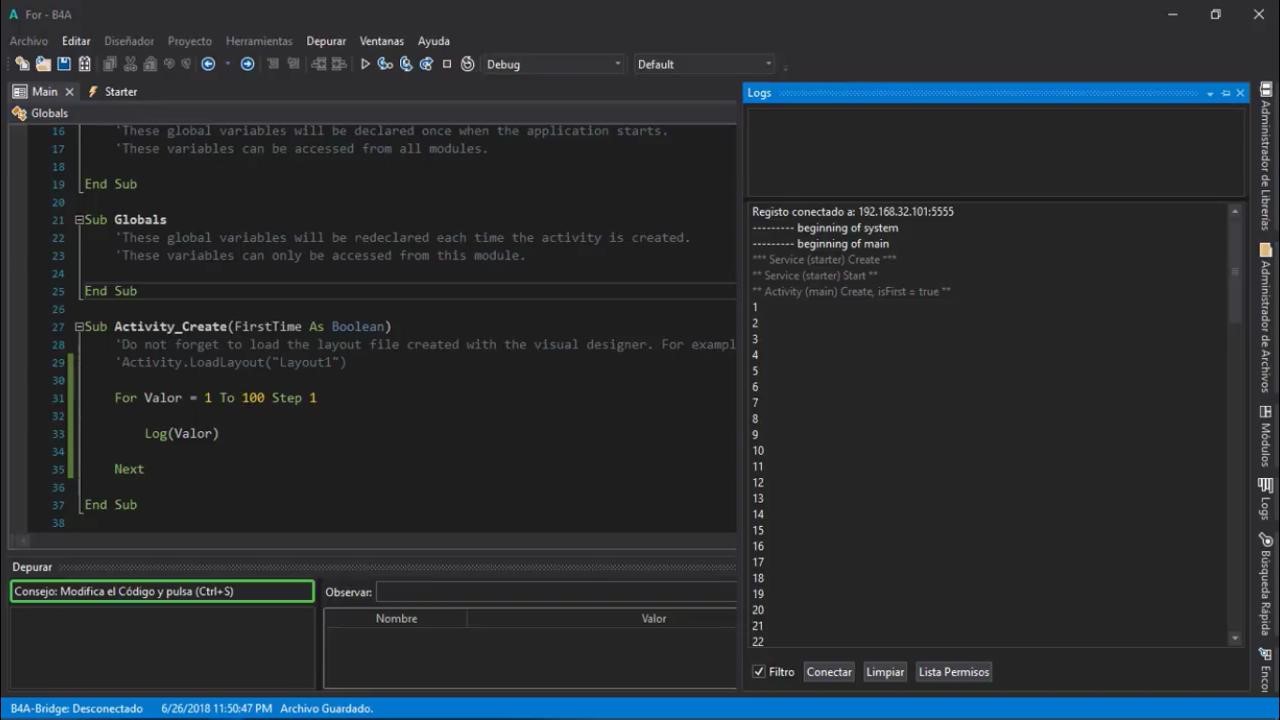 For - B4A
Archivo Editar Diseñador Proyecto Herramientas Depurar Ventanas Ayuda
Debug Default
Main Starter
Globals
16 'These global variables will be declared once when the application starts.
17 'These variables can be accessed from all modules.
18
19 End Sub
20
21 Sub Globals
22 'These global variables will be redeclared each time the activity is created.
23 'These variables can only be accessed from this module.
24
25 End Sub
26
27 Sub Activity_Create(FirstTime As Boolean)
28 'Do not forget to load the layout file created with the visual designer. For exampl
29 'Activity.LoadLayout("Layout1")
30
31 For Valor = 1 To 100 Step 1
32
33 Log(Valor)
34
35 Next
36
37 End Sub
38
Depurar
Consejo: Modifica el Código y pulsa (Ctrl+S)
Observar:
Nombre Valor
Logs
Registo conectado a: 192.168.32.101:5555
--------- beginning of system
--------- beginning of main
*** Service (starter) Create ***
** Service (starter) Start **
** Activity (main) Create, isFirst = true **
1
2
3
4
5
6
7
8
9
10
11
12
13
14
15
16
17
18
19
20
21
22
Filtro Conectar Limpiar Lista Permisos
Administrador de Librerías
Administrador de Archivos
Módulos
Logs
Búsqueda Rápida
Encor
B4A-Bridge: Desconectado 6/26/2018 11:50:47 PM Archivo Guardado.